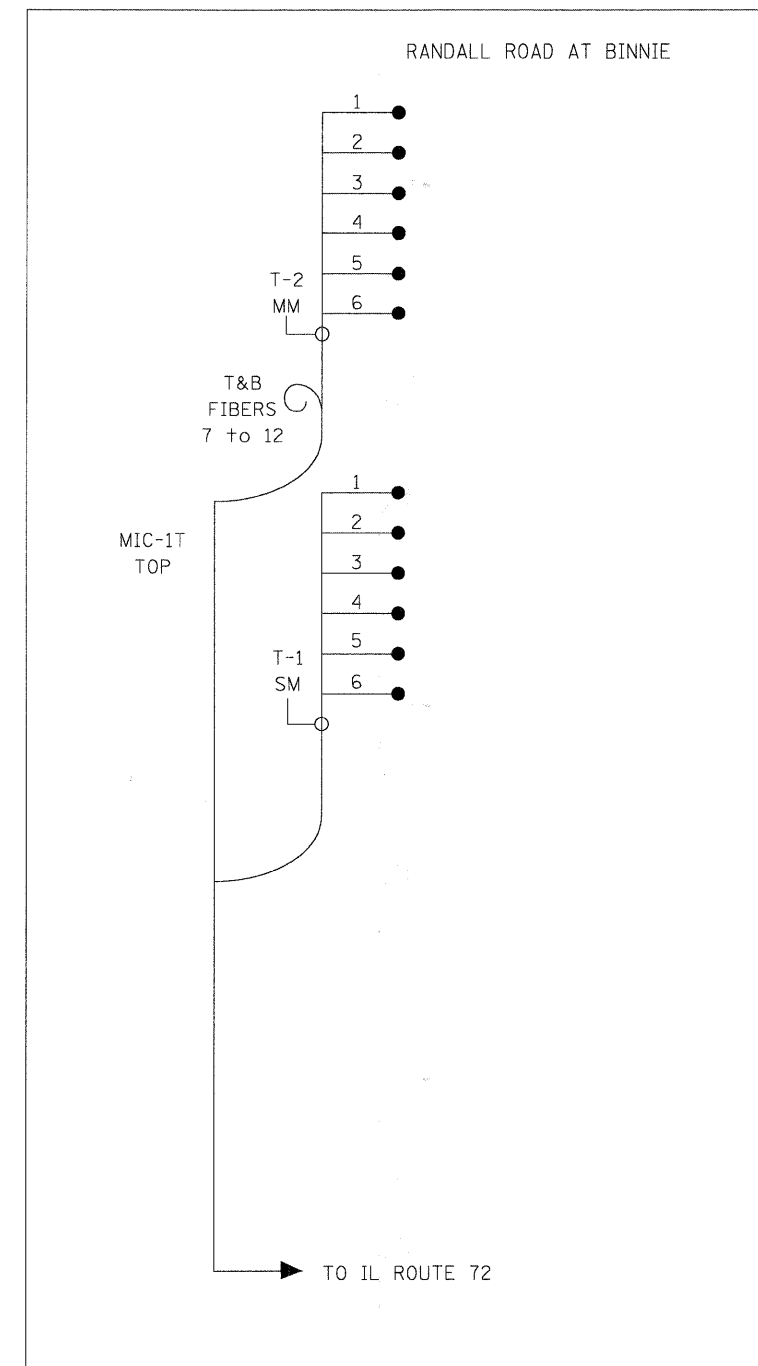 RANDALL ROAD AT BINNIE
1
2
3
4
5
6
T-2
MM
T&B
FIBERS
7 to 12
MIC-1T
TOP
1
2
3
4
5
6
T-1
SM
TO IL ROUTE 72